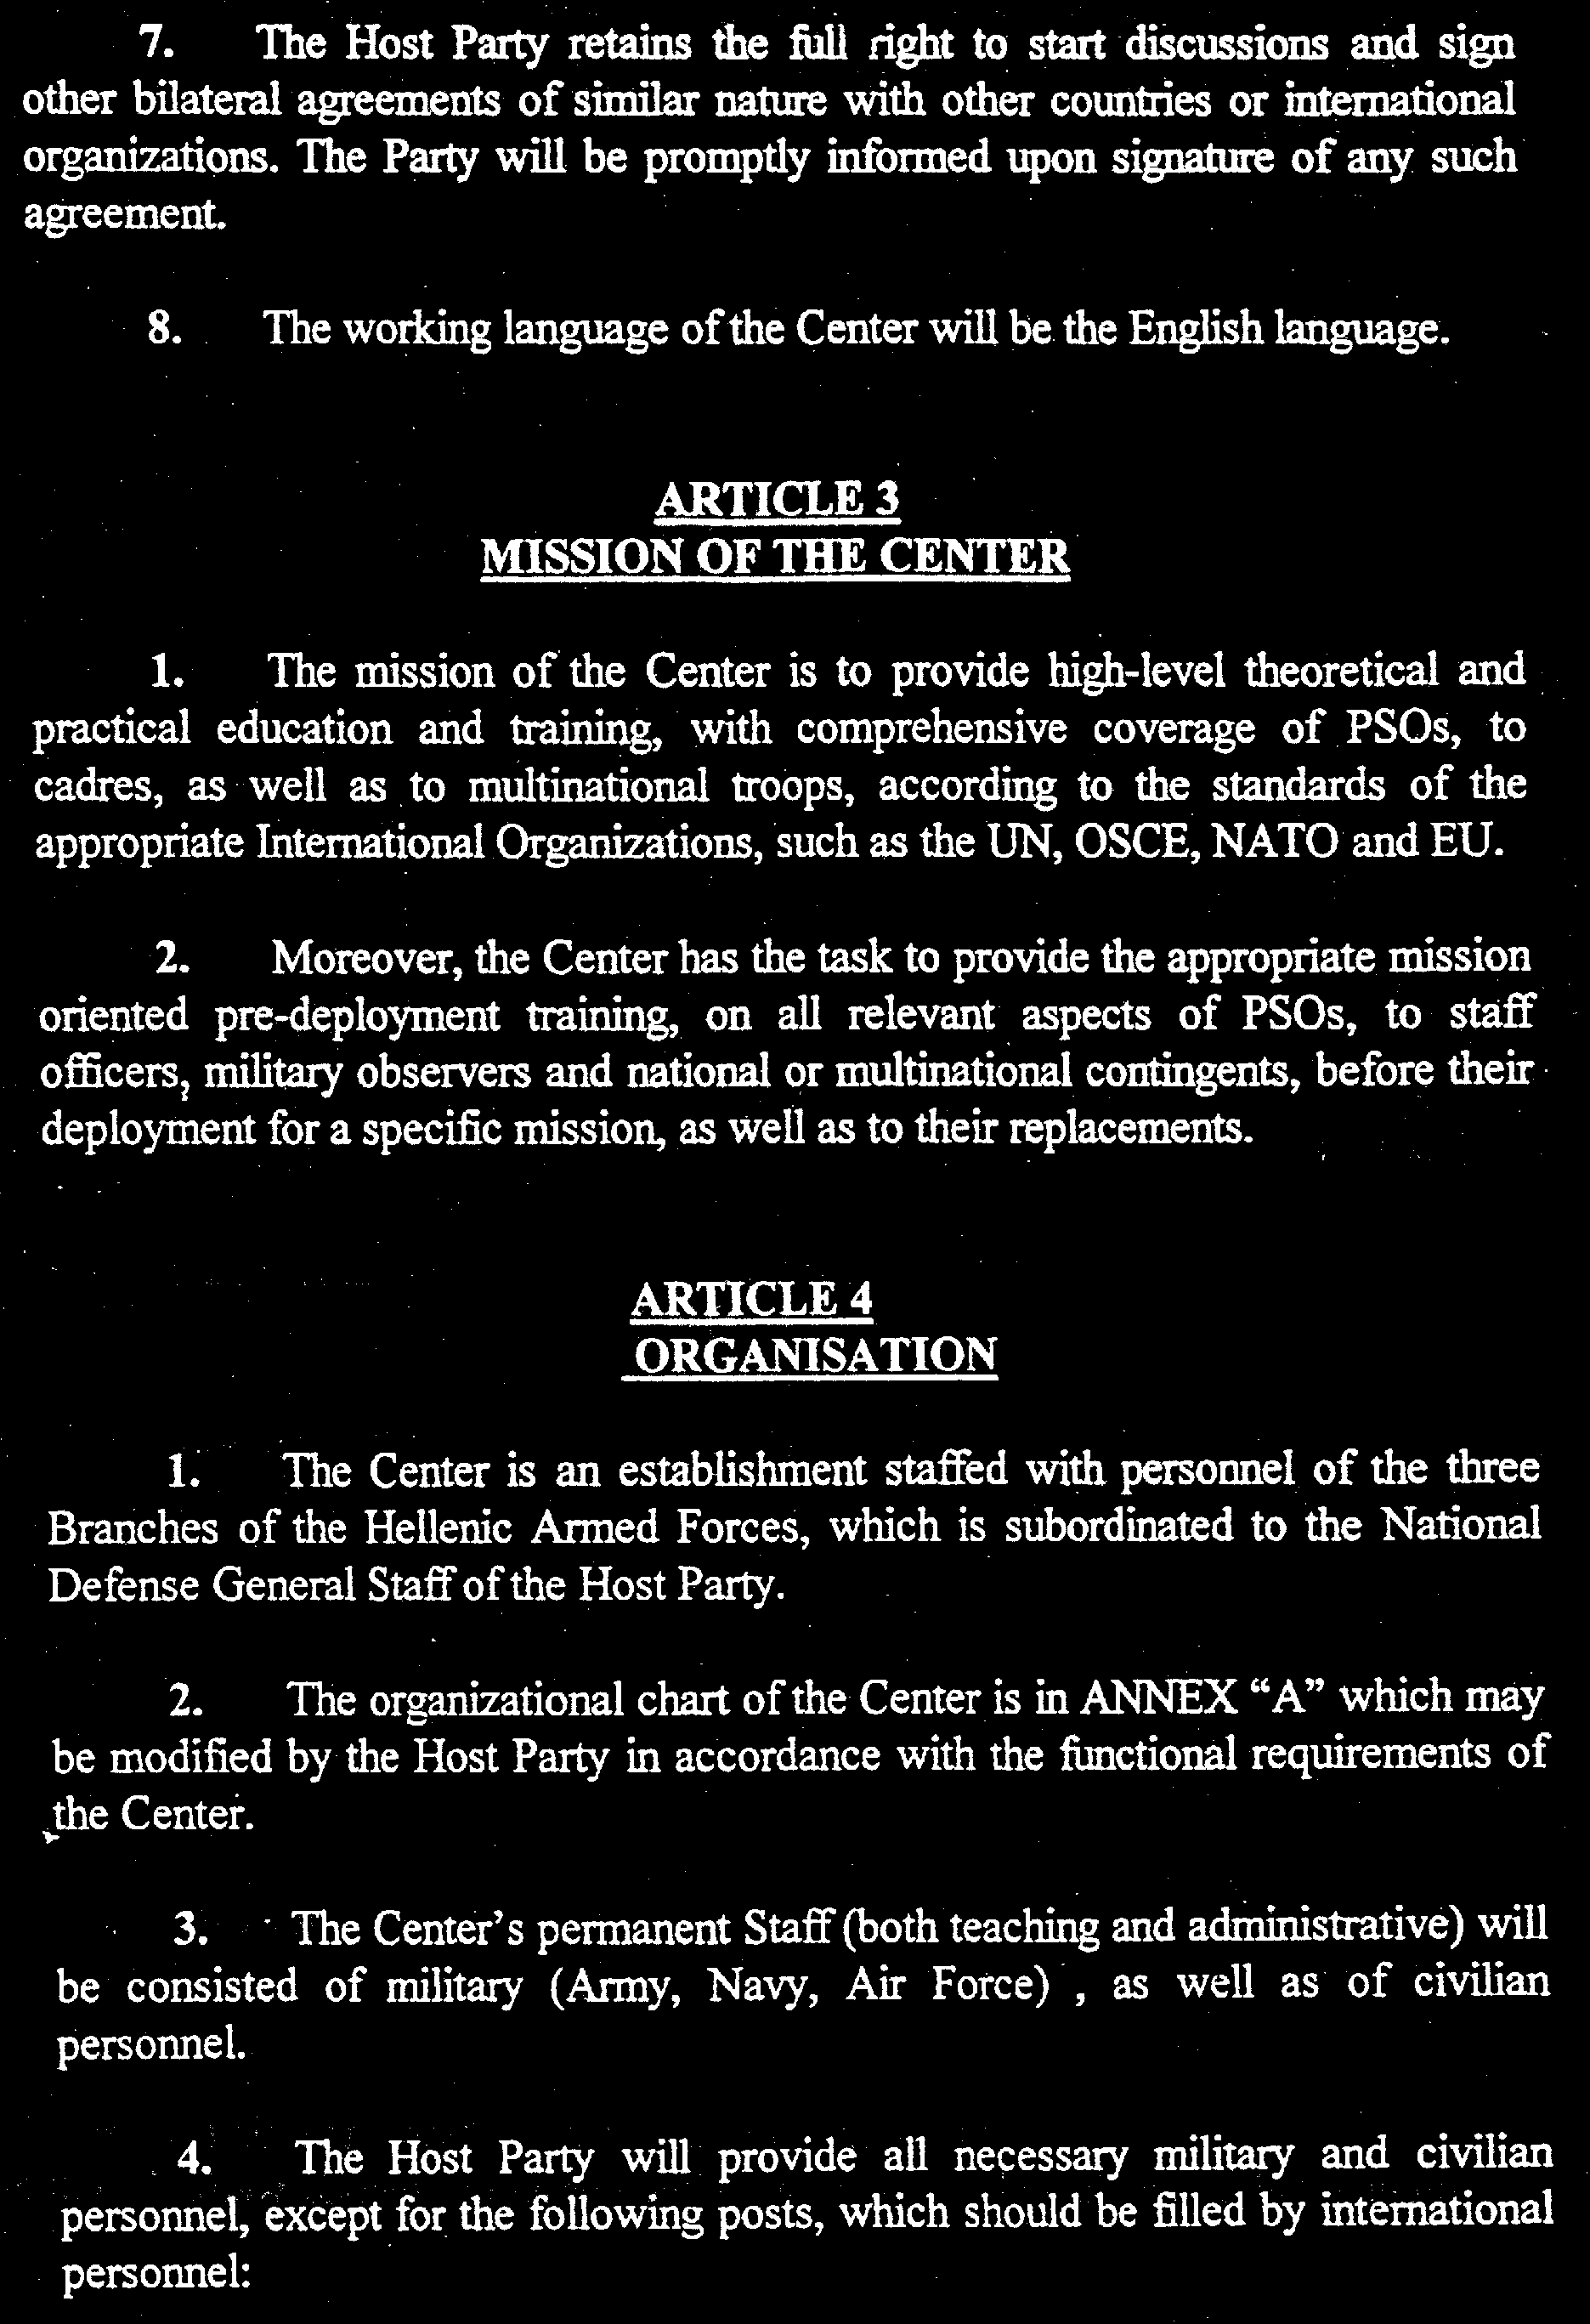 7. The Host Party retains the full right to start discussions and sign
other bilateral agreements of similar nature with other countries or international
organizations. The Party will be promptly informed upon signature of any such
agreement.
8. The working language of the Center will be the English language.
ARTICLE 3
MISSION OF THE CENTER
1. The mission of the Center is to provide high-level theoretical and
practical education and training, with comprehensive coverage of PSOs, to
cadres, as well as to multinational troops, according to the standards of the
appropriate International Organizations, such as the UN, OSCE, NATO and EU.
2. Moreover, the Center has the task to provide the appropriate mission
oriented pre-deployment training, on all relevant aspects of PSOs, to staff
officers, military observers and national or multinational contingents, before their
deployment for a specific mission, as well as to their replacements.
ARTICLE 4
ORGANISATION
1. The Center is an establishment staffed with personnel of the three
Branches of the Hellenic Armed Forces, which is subordinated to the National
Defense General Staff of the Host Party.
2. The organizational chart of the Center is in ANNEX “A” which may
be modified by the Host Party in accordance with the functional requirements of
the Center.
3. The Center’s permanent Staff (both teaching and administrative) will
be consisted of military (Army, Navy, Air Force) , as well as of civilian
personnel.
4. The Host Party will provide all necessary military and civilian
personnel, except for the following posts, which should be filled by international
personnel: